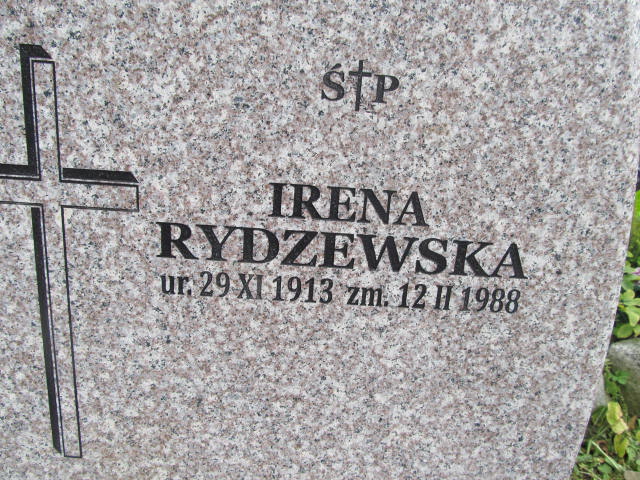 Ś†P
IRENA
RYDZEWSKA
ur. 29 XI 1913 zm. 12 II 1988